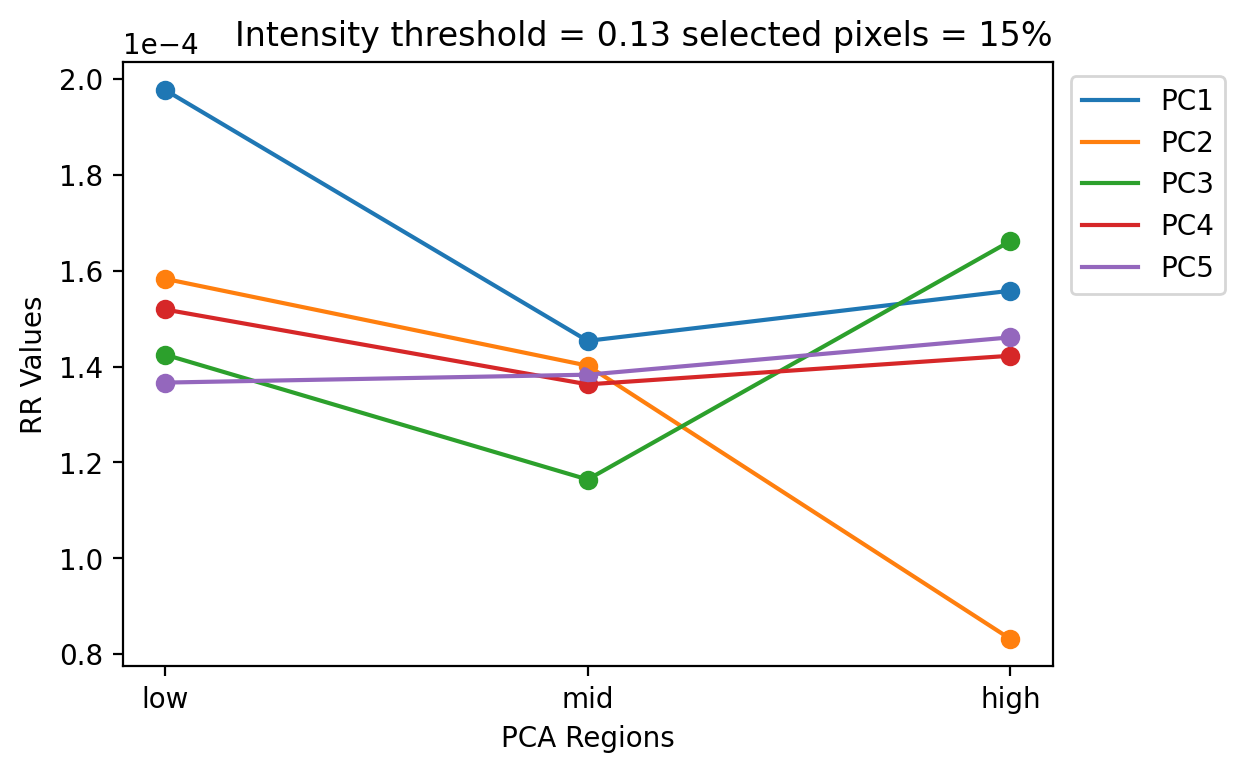 Intensity threshold = 0.13 selected pixels = 15%
1e−4
2.0
1.8
1.6
1.4
1.2
1.0
0.8
RR Values
low
mid
high
PCA Regions
PC1
PC2
PC3
PC4
PC5